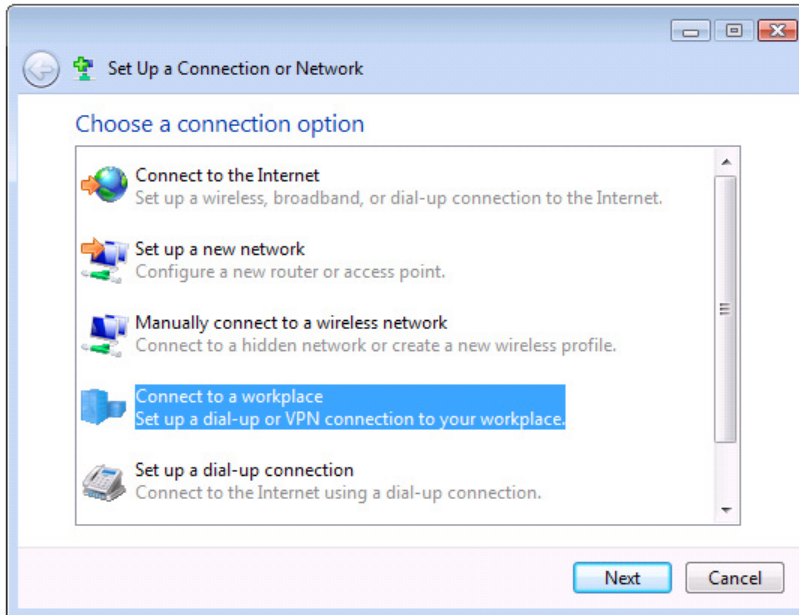 Set Up a Connection or Network
Choose a connection option
Connect to the Internet
Set up a wireless, broadband, or dial-up connection to the Internet.
Set up a new network
Configure a new router or access point.
Manually connect to a wireless network
Connect to a hidden network or create a new wireless profile.
Connect to a workplace
Set up a dial-up or VPN connection to your workplace.
Set up a dial-up connection
Connect to the Internet using a dial-up connection.
Next
Cancel